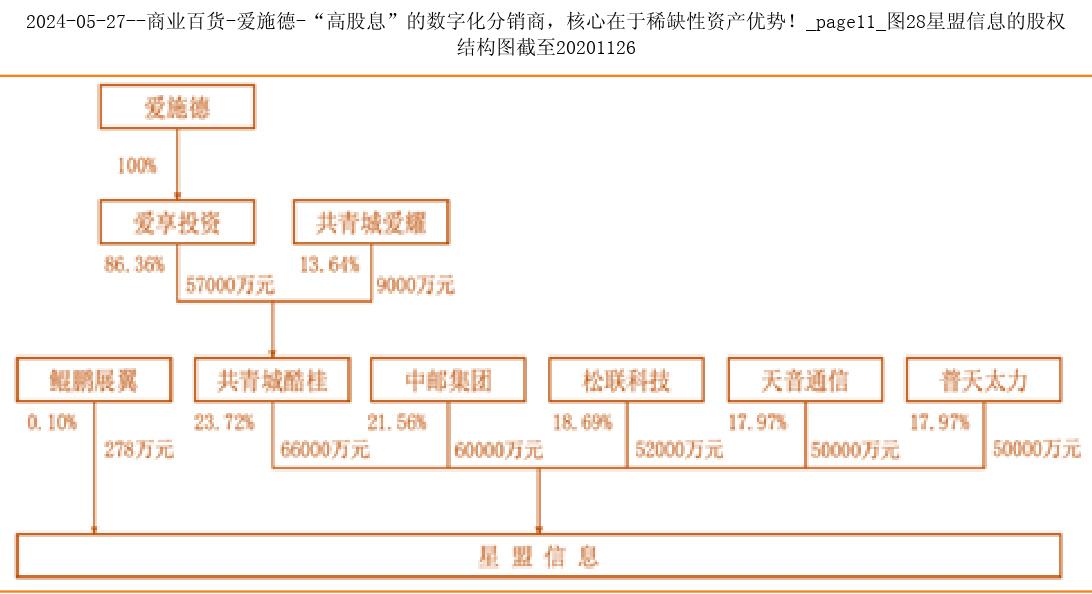 2024-05-27--商业百货-爱施德-“高股息”的数字化分销商，核心在于稀缺性资产优势！_page11_图28星盟信息的股权
结构图截至20201126
爱施德
100%
爱享投资
共青城爱耀
86.36%
57000万元
13.64%
9000万元
鲲鹏展翼
共青城酷桂
中邮集团
松联科技
天音通信
普天太力
0.10%
23.72%
21.56%
18.69%
17.97%
17.97%
278万元
66000万元
60000万元
52000万元
50000万元
50000万元
星盟信息